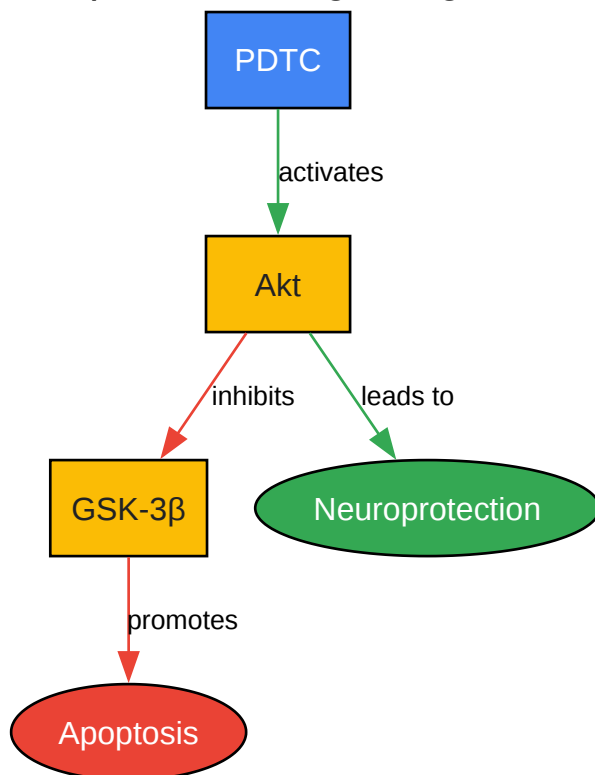 PDTC
activates
Akt
inhibits
leads to
GSK-3β
Neuroprotection
promotes
Apoptosis